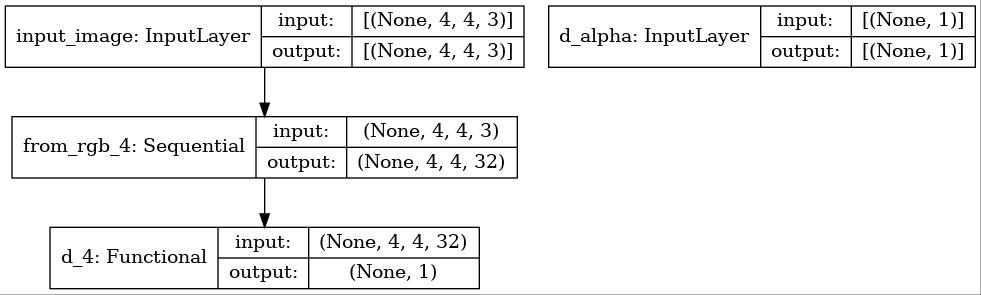 input_image: InputLayer
input: [(None, 4, 4, 3)]
output: [(None, 4, 4, 3)]
d_alpha: InputLayer
input: [(None, 1)]
output: [(None, 1)]
from_rgb_4: Sequential
input: (None, 4, 4, 3)
output: (None, 4, 4, 32)
d_4: Functional
input: (None, 4, 4, 32)
output: (None, 1)